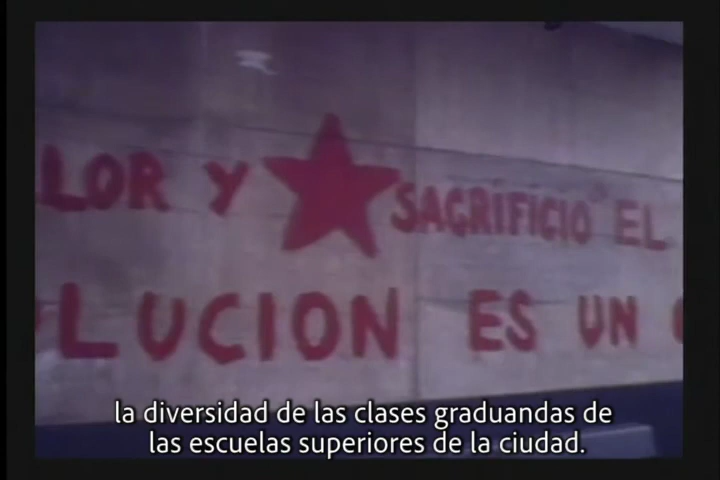 LOR Y SACRIFICIO" EL
LUCION ES UN
la diversidad de las clases graduandas de
las escuelas superiores de la ciudad.